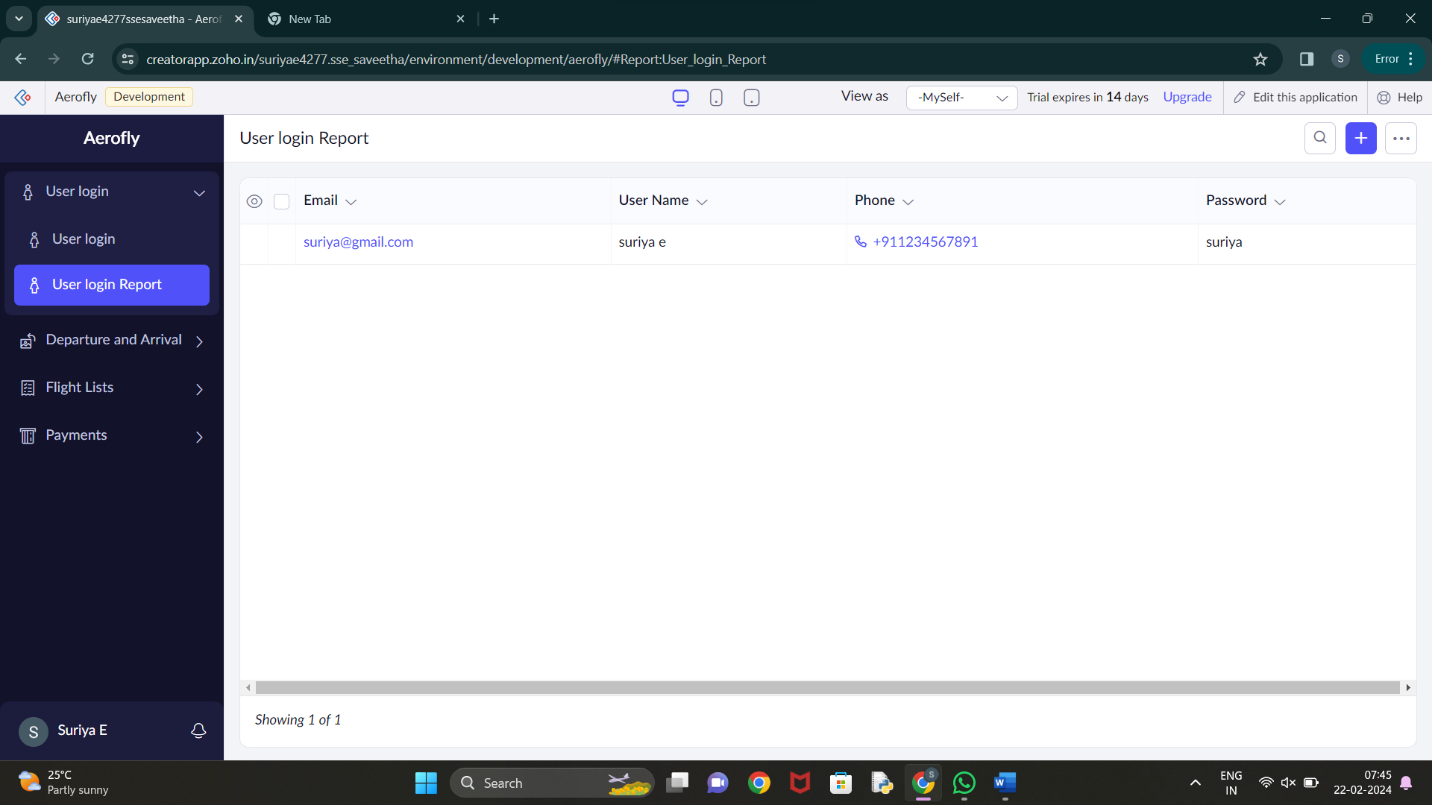 suriyae4277ssesaveetha - Aerof
New Tab
creatorapp.zoho.in/suriyae4277.sse_saveetha/environment/development/aerofly/#Report:User_login_Report
S
Error
Aerofly
Development
View as
-MySelf-
Trial expires in 14 days
Upgrade
Edit this application
Help
Aerofly
User login Report
User login
User login
User login Report
Departure and Arrival
Flight Lists
Payments
Email
User Name
Phone
Password
suriya@gmail.com
suriya e
+911234567891
suriya
Showing 1 of 1
S
Suriya E
25°C
Partly sunny
Search
S
ENG
IN
07:45
22-02-2024